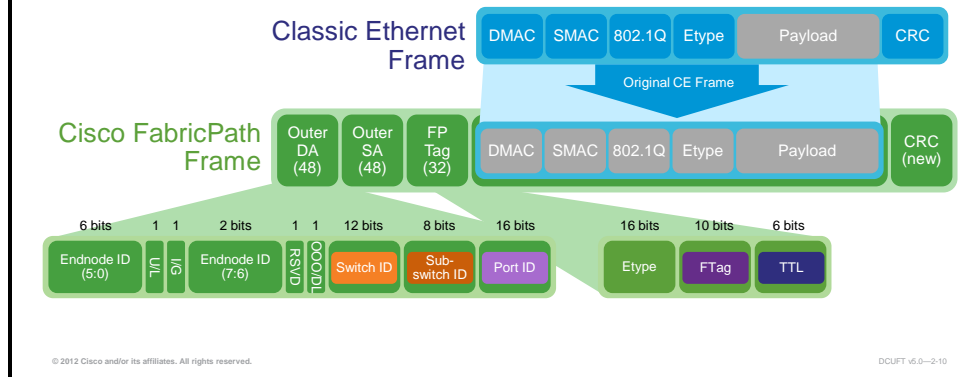 Classic Ethernet
Frame
DMAC SMAC 802.1Q Etype Payload CRC
Original CE Frame
Cisco FabricPath
Frame
Outer
DA
(48)
Outer
SA
(48)
FP
Tag
(32)
DMAC SMAC 802.1Q Etype Payload
CRC
(new)
6 bits 1 1 2 bits 1 1 12 bits 8 bits 16 bits
Endnode ID
(5:0)
U/L
I/G
Endnode ID
(7:6)
RSVD
OOO/DL
Switch ID
Sub-
switch ID
Port ID
16 bits 10 bits 6 bits
Etype FTag TTL
© 2012 Cisco and/or its affiliates. All rights reserved.
DCUFT v5.0—2-10